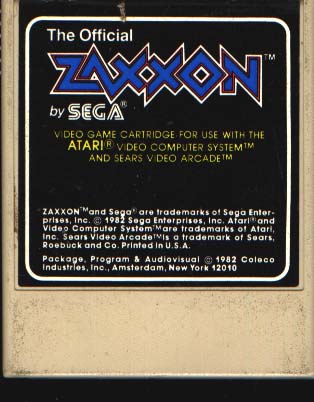 The Official
ZAXXON™
by SEGA®
VIDEO GAME CARTRIDGE FOR USE WITH THE
ATARI® VIDEO COMPUTER SYSTEM™
AND SEARS VIDEO ARCADE™
ZAXXON™ and Sega® are trademarks of Sega Enter-
prises, Inc. © 1982 Sega Enterprises, Inc. Atari® and
Video Computer System™ are trademarks of Atari,
Inc. Sears Video Arcade™ is a trademark of Sears,
Roebuck and Co. Printed in U.S.A.
Package, Program & Audiovisual © 1982 Coleco
Industries, Inc., Amsterdam, New York 12010